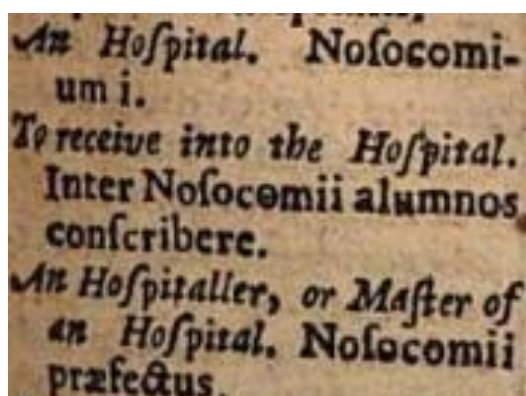 An Hoſpital. Noſocomi-
um i.
To receive into the Hoſpital.
Inter Noſocomii alumnos
conſcribere.
An Hoſpitaller, or Maſter of
an Hoſpital. Noſocomii
præfectus.